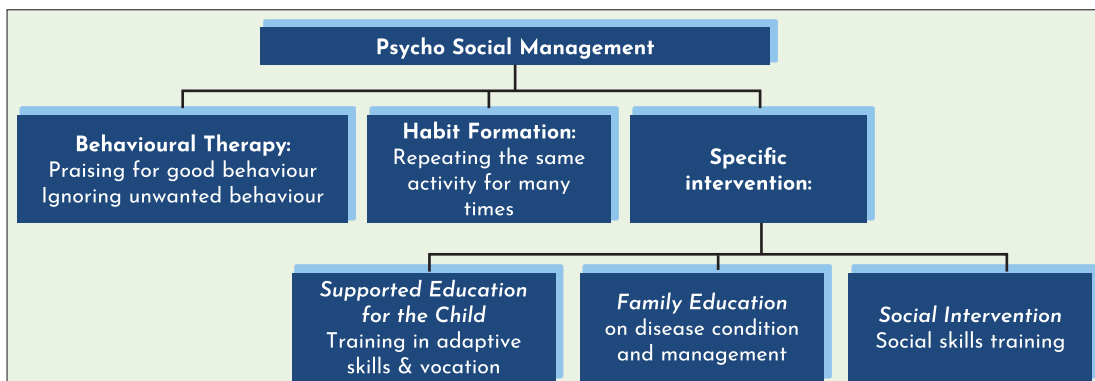 Psycho Social Management
Behavioural Therapy:
Praising for good behaviour
Ignoring unwanted behaviour
Habit Formation:
Repeating the same
activity for many
times
Specific
intervention:
Supported Education
for the Child
Training in adaptive
skills & vocation
Family Education
on disease condition
and management
Social Intervention
Social skills training